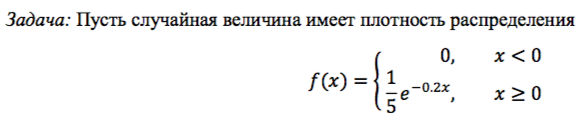 Задача: Пусть случайная величина имеет плотность распределения
f(x) = { 0, x < 0
1/5 e^{-0.2x}, x ≥ 0